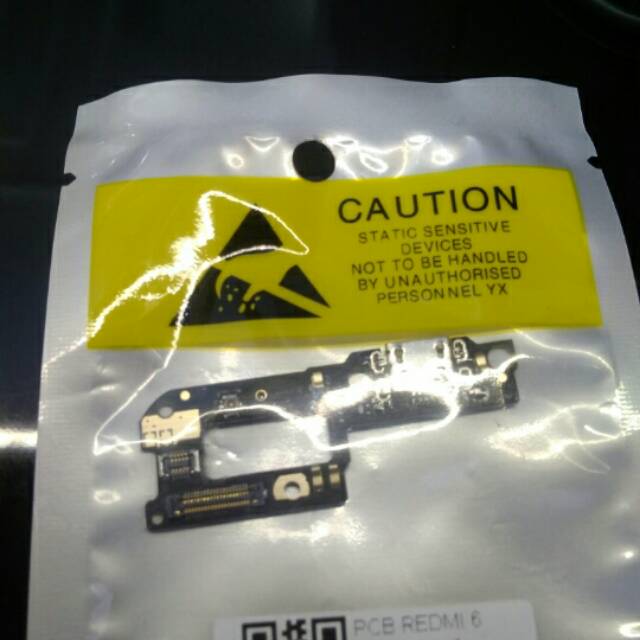 CAUTION
STATIC SENSITIVE
DEVICES
NOT TO BE HANDLED
BY UNAUTHORISED
PERSONNEL YX
PCB REDMI 6